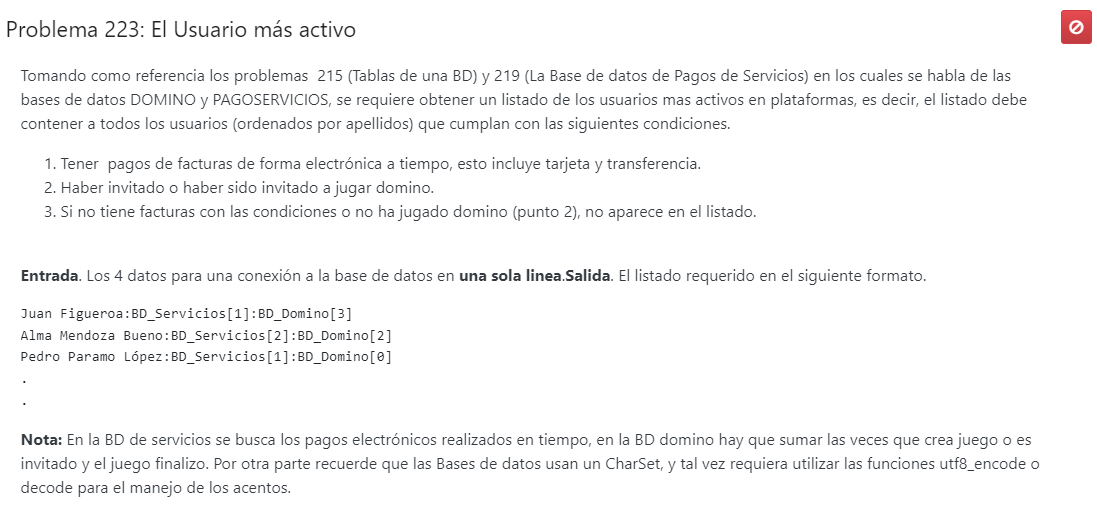 Problema 223: El Usuario más activo
Tomando como referencia los problemas 215 (Tablas de una BD) y 219 (La Base de datos de Pagos de Servicios) en los cuales se habla de las
bases de datos DOMINO y PAGOSERVICIOS, se requiere obtener un listado de los usuarios mas activos en plataformas, es decir, el listado debe
contener a todos los usuarios (ordenados por apellidos) que cumplan con las siguientes condiciones.
1. Tener pagos de facturas de forma electrónica a tiempo, esto incluye tarjeta y transferencia.
2. Haber invitado o haber sido invitado a jugar domino.
3. Si no tiene facturas con las condiciones o no ha jugado domino (punto 2), no aparece en el listado.
Entrada. Los 4 datos para una conexión a la base de datos en una sola linea.Salida. El listado requerido en el siguiente formato.
Juan Figueroa:BD_Servicios[1]:BD_Domino[3]
Alma Mendoza Bueno:BD_Servicios[2]:BD_Domino[2]
Pedro Paramo López:BD_Servicios[1]:BD_Domino[0]
.
.
Nota: En la BD de servicios se busca los pagos electrónicos realizados en tiempo, en la BD domino hay que sumar las veces que crea juego o es
invitado y el juego finalizo. Por otra parte recuerde que las Bases de datos usan un CharSet, y tal vez requiera utilizar las funciones utf8_encode o
decode para el manejo de los acentos.